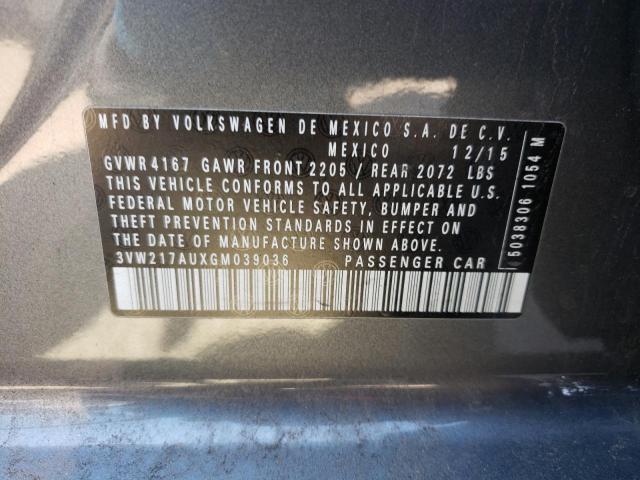 MFD BY VOLKSWAGEN DE MEXICO S.A. DE C.V.
MEXICO 12/15
GVWR 4167 GAWR FRONT 2205 / REAR 2072 LBS
THIS VEHICLE CONFORMS TO ALL APPLICABLE U.S.
FEDERAL MOTOR VEHICLE SAFETY, BUMPER AND
THEFT PREVENTION STANDARDS IN EFFECT ON
THE DATE OF MANUFACTURE SHOWN ABOVE.
3VW217AUXGM039036 PASSENGER CAR
5038306 1054 M